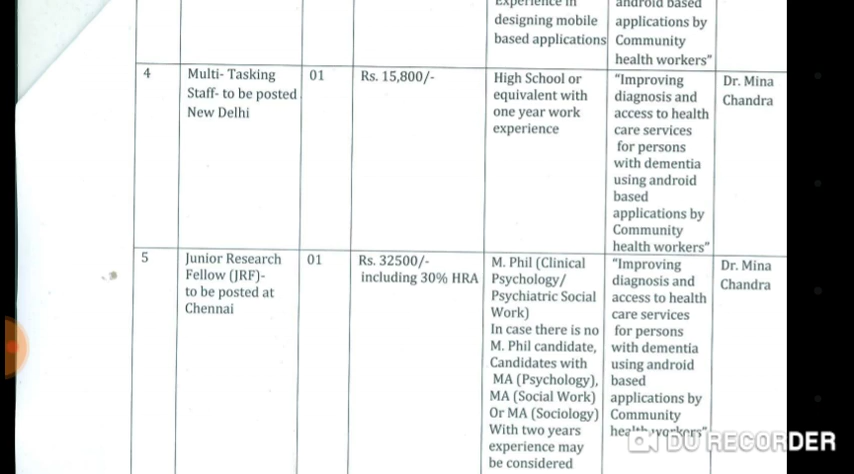 Experience in
designing mobile
based applications
android based
applications by
Community
health workers"
4
Multi- Tasking
Staff- to be posted
New Delhi
01
Rs. 15,800/-
High School or
equivalent with
one year work
experience
"Improving
diagnosis and
access to health
care services
for persons
with dementia
using android
based
applications by
Community
health workers"
Dr. Mina
Chandra
5
Junior Research
Fellow (JRF)-
to be posted at
Chennai
01
Rs. 32500/-
including 30% HRA
M. Phil (Clinical
Psychology/
Psychiatric Social
Work)
In case there is no
M. Phil candidate,
Candidates with
MA (Psychology),
MA (Social Work)
Or MA (Sociology)
With two years
experience may
be considered
"Improving
diagnosis and
access to health
care services
for persons
with dementia
using android
based
applications by
Community
health workers"
Dr. Mina
Chandra
DU RECORDER